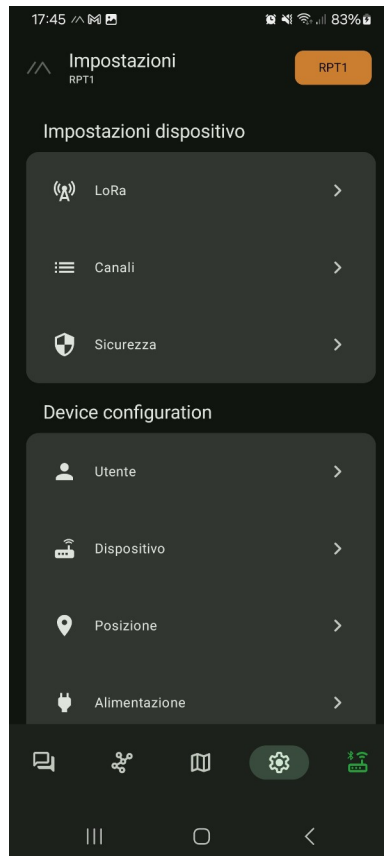 17:45 83%
Impostazioni
RPT1
RPT1
Impostazioni dispositivo
LoRa
Canali
Sicurezza
Device configuration
Utente
Dispositivo
Posizione
Alimentazione